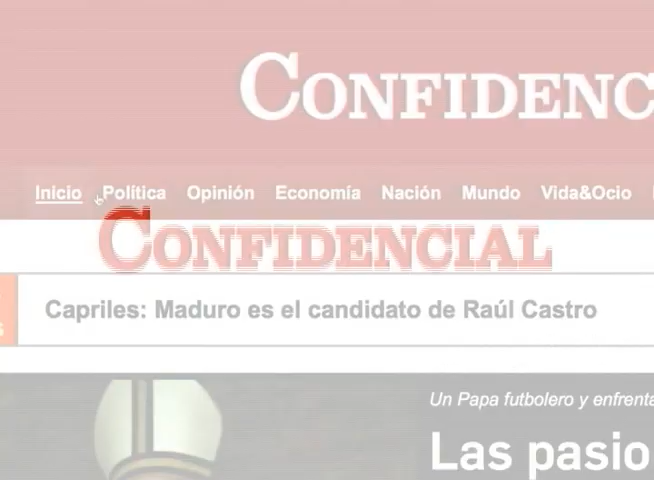 CONFIDENC
Inicio Política Opinión Economía Nación Mundo Vida&Ocio
CONFIDENCIAL
Capriles: Maduro es el candidato de Raúl Castro
Un Papa futbolero y enfrenta
Las pasio